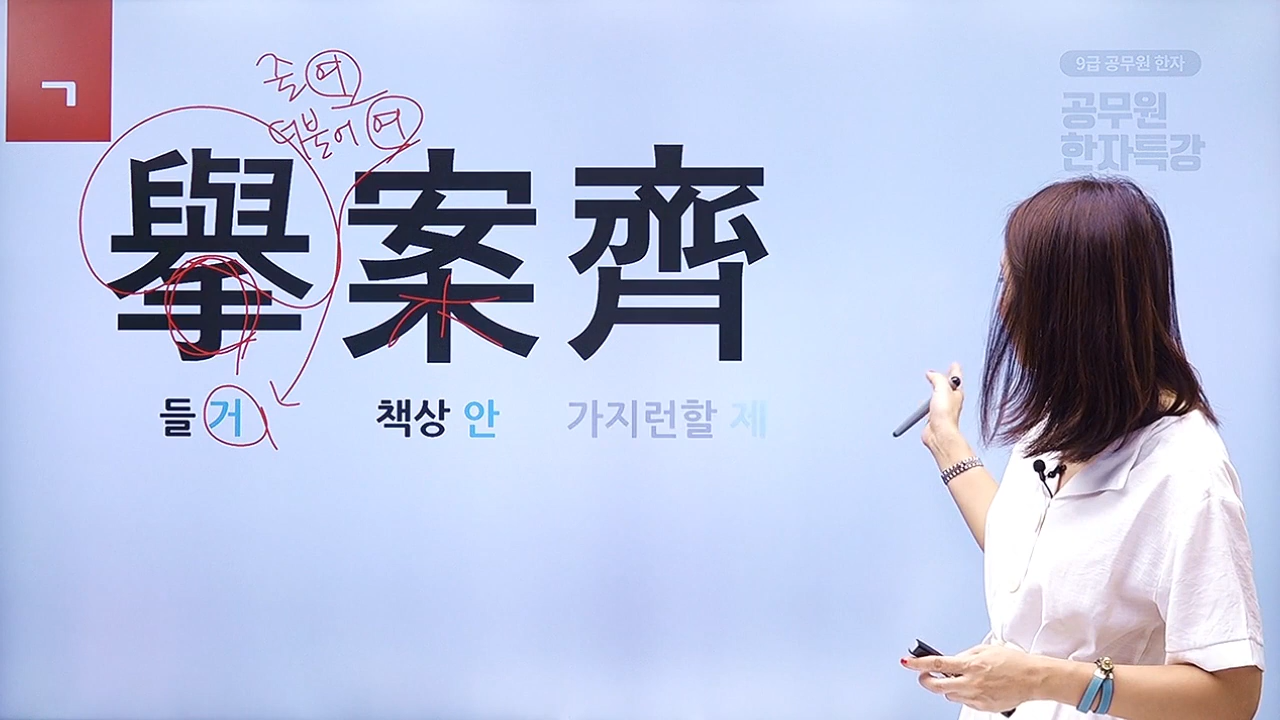 ㄱ
줄 여
더불어 여
9급 공무원 한자
공무원
한자특강
擧案齊
들 거 책상 안 가지런할 제